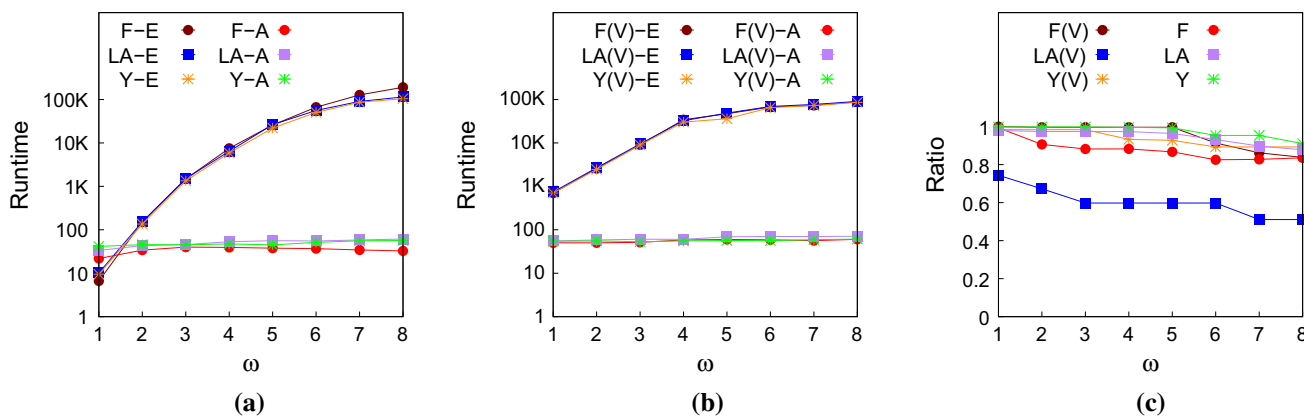 F−E F−A
LA−E LA−A
Y−E Y−A
100K
10K
1K
100
10
1
Runtime
1 2 3 4 5 6 7 8
ω
(a)
F(V)−E F(V)−A
LA(V)−E LA(V)−A
Y(V)−E Y(V)−A
100K
10K
1K
100
10
1
Runtime
1 2 3 4 5 6 7 8
ω
(b)
F(V) F
LA(V) LA
Y(V) Y
1
0.8
0.6
0.4
0.2
0
Ratio
1 2 3 4 5 6 7 8
ω
(c)